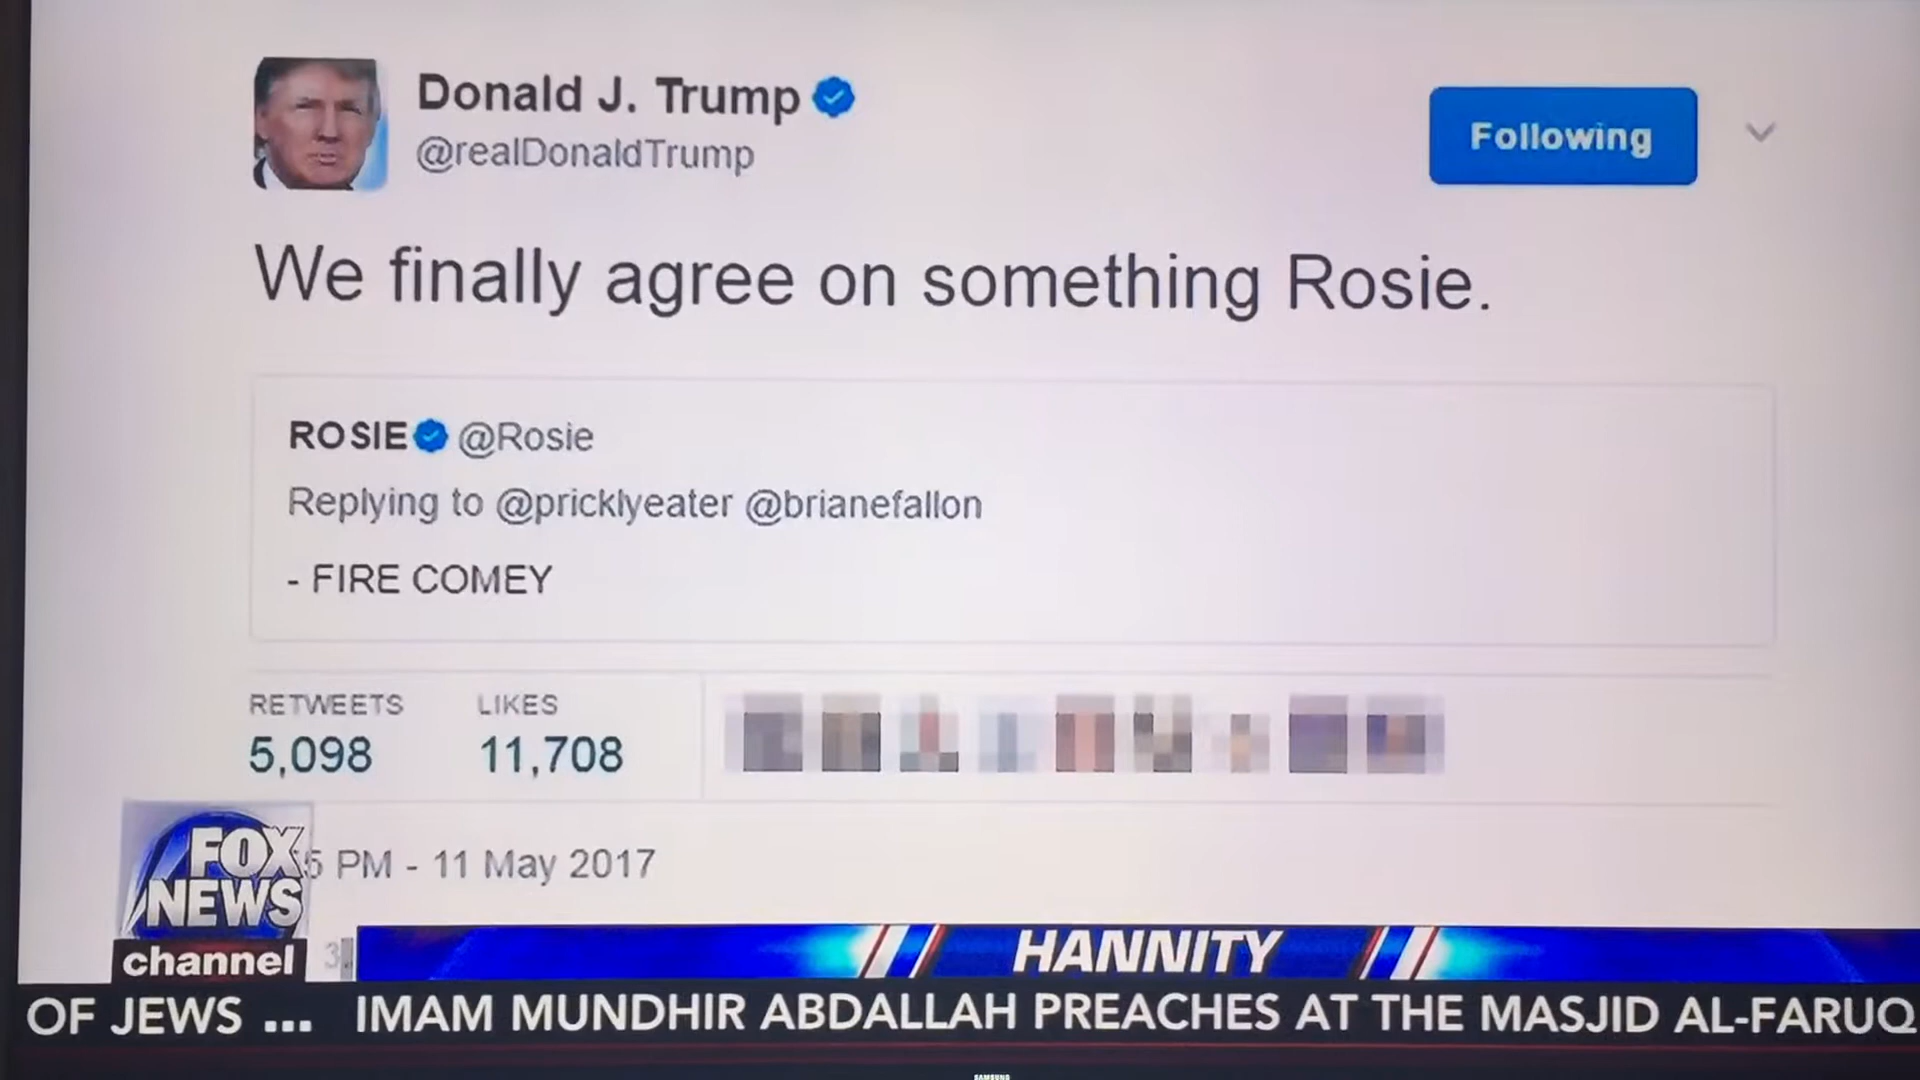 Donald J. Trump
@realDonaldTrump
Following
We finally agree on something Rosie.
ROSIE @Rosie
Replying to @pricklyeater @brianefallon
- FIRE COMEY
RETWEETS LIKES
5,098 11,708
5 PM - 11 May 2017
FOX
NEWS
channel
HANNITY
OF JEWS ... IMAM MUNDHIR ABDALLAH PREACHES AT THE MASJID AL-FARUQ
SAMSUNG